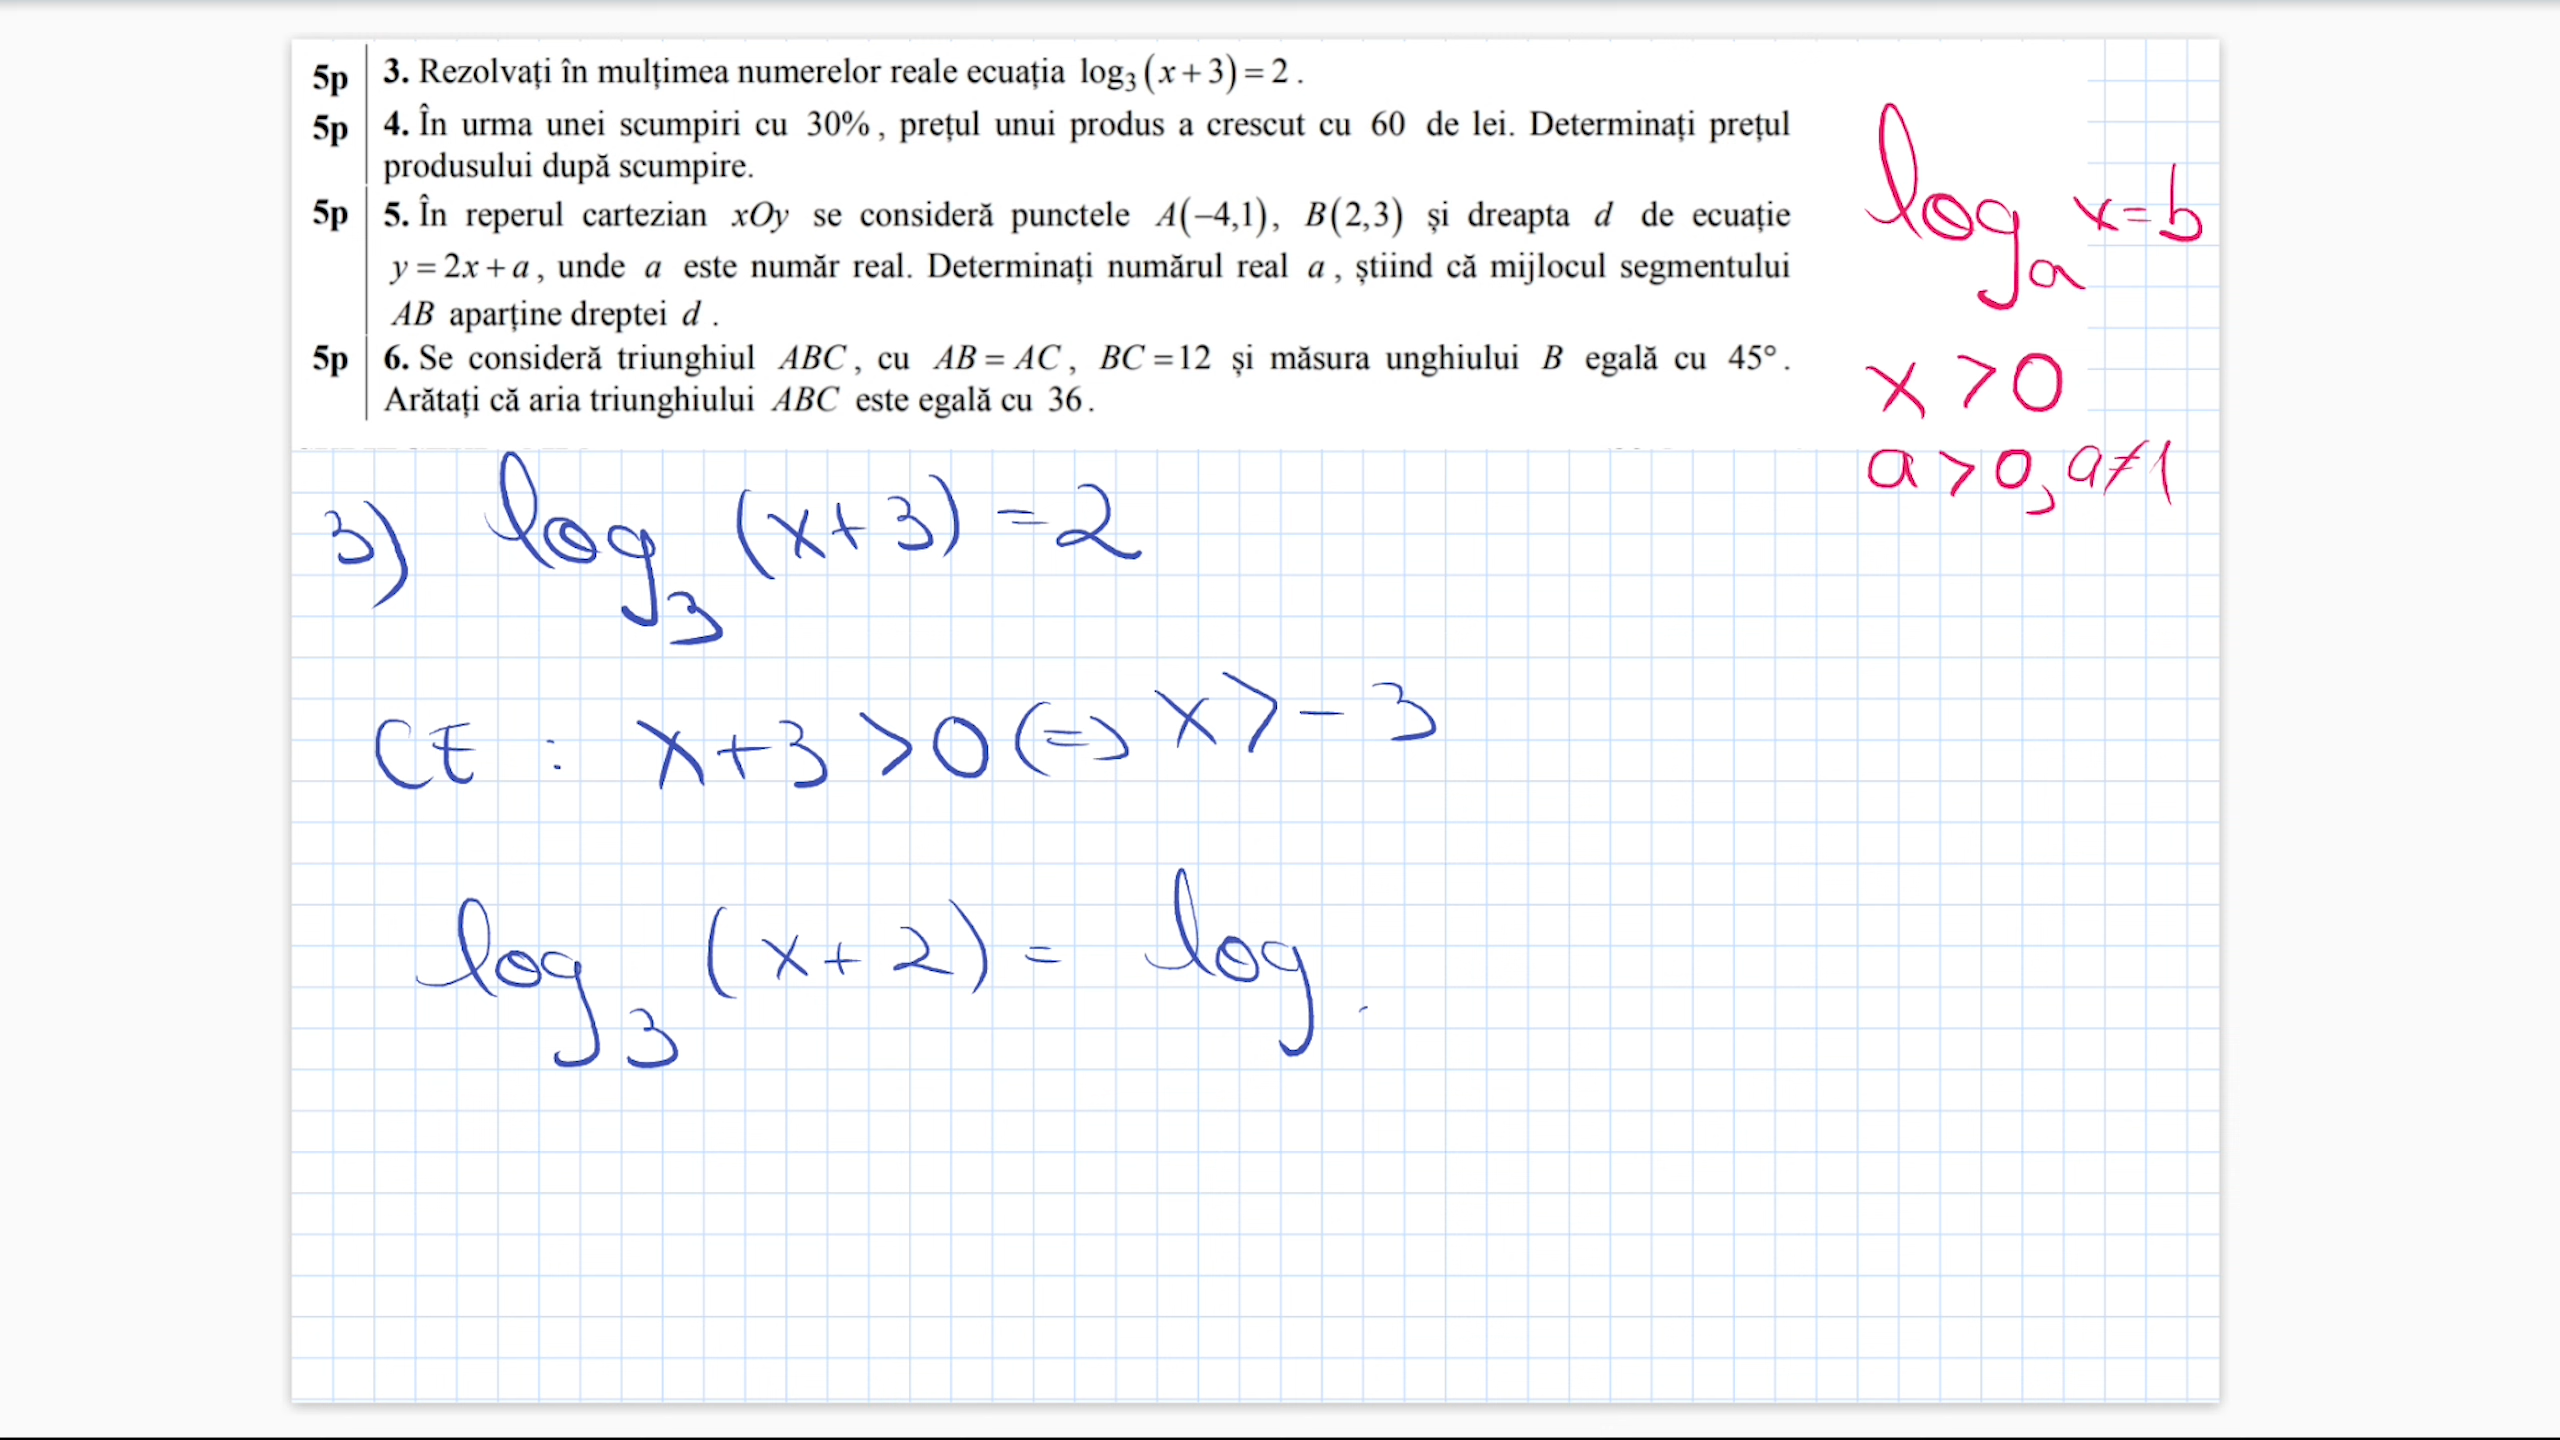 5p 3. Rezolvați în mulțimea numerelor reale ecuația log₃(x+3)=2.
5p 4. În urma unei scumpiri cu 30%, prețul unui produs a crescut cu 60 de lei. Determinați prețul
produsului după scumpire.
5p 5. În reperul cartezian xOy se consideră punctele A(−4,1), B(2,3) și dreapta d de ecuație
y=2x+a, unde a este număr real. Determinați numărul real a, știind că mijlocul segmentului
AB aparține dreptei d.
5p 6. Se consideră triunghiul ABC, cu AB=AC, BC=12 și măsura unghiului B egală cu 45°.
Arătați că aria triunghiului ABC este egală cu 36.
logₐ x=b
x>0
a>0, a≠1
3) log₃ (x+3)=2
CE : x+3>0 (=) x>-3
log₃ (x+2) = log